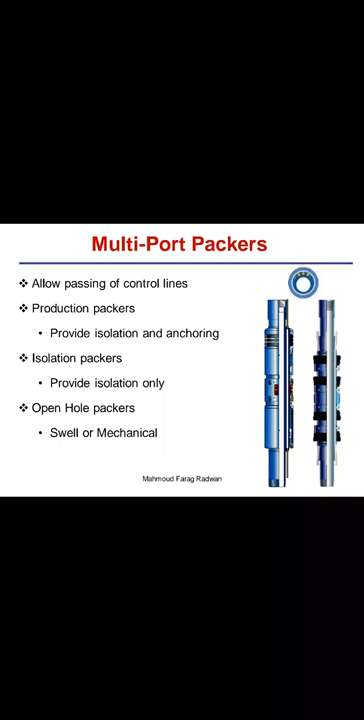 Multi-Port Packers
❖ Allow passing of control lines
❖ Production packers
• Provide isolation and anchoring
❖ Isolation packers
• Provide isolation only
❖ Open Hole packers
• Swell or Mechanical
Mahmoud Farag Radwan